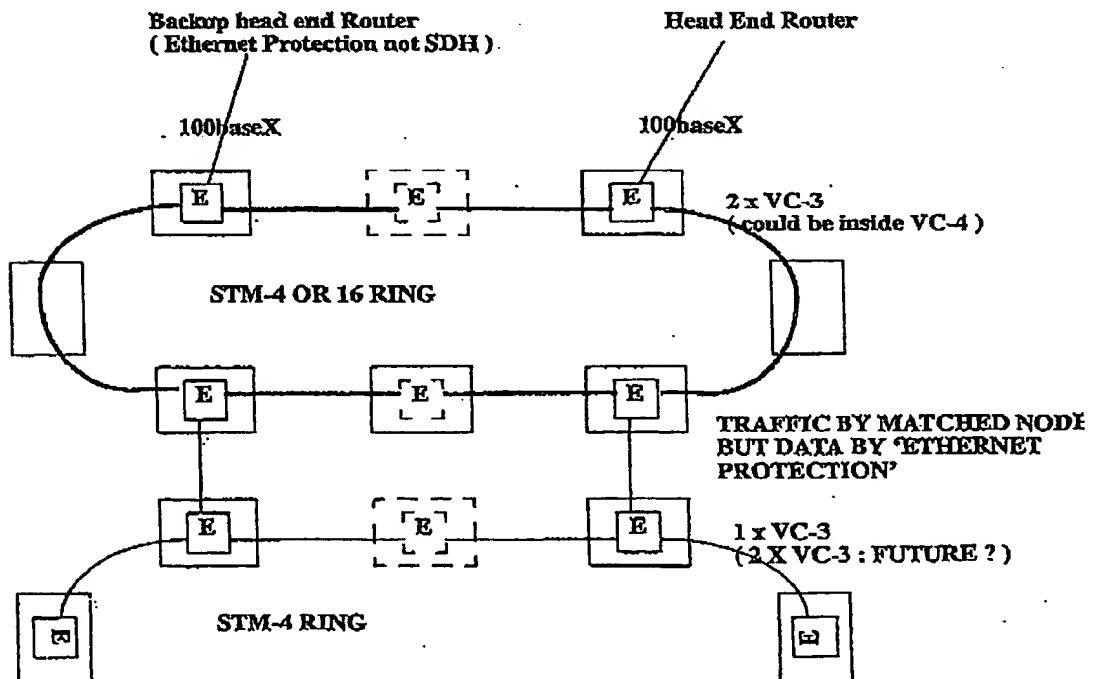 Backup head end Router
( Ethernet Protection not SDH )
Head End Router
100baseX
100baseX
E
E
E
2 x VC-3
( could be inside VC-4 )
STM-4 OR 16 RING
E
E
E
TRAFFIC BY MATCHED NODE
BUT DATA BY 'ETHERNET
PROTECTION'
E
E
E
1 x VC-3
( 2 X VC-3 : FUTURE ? )
STM-4 RING
E
E